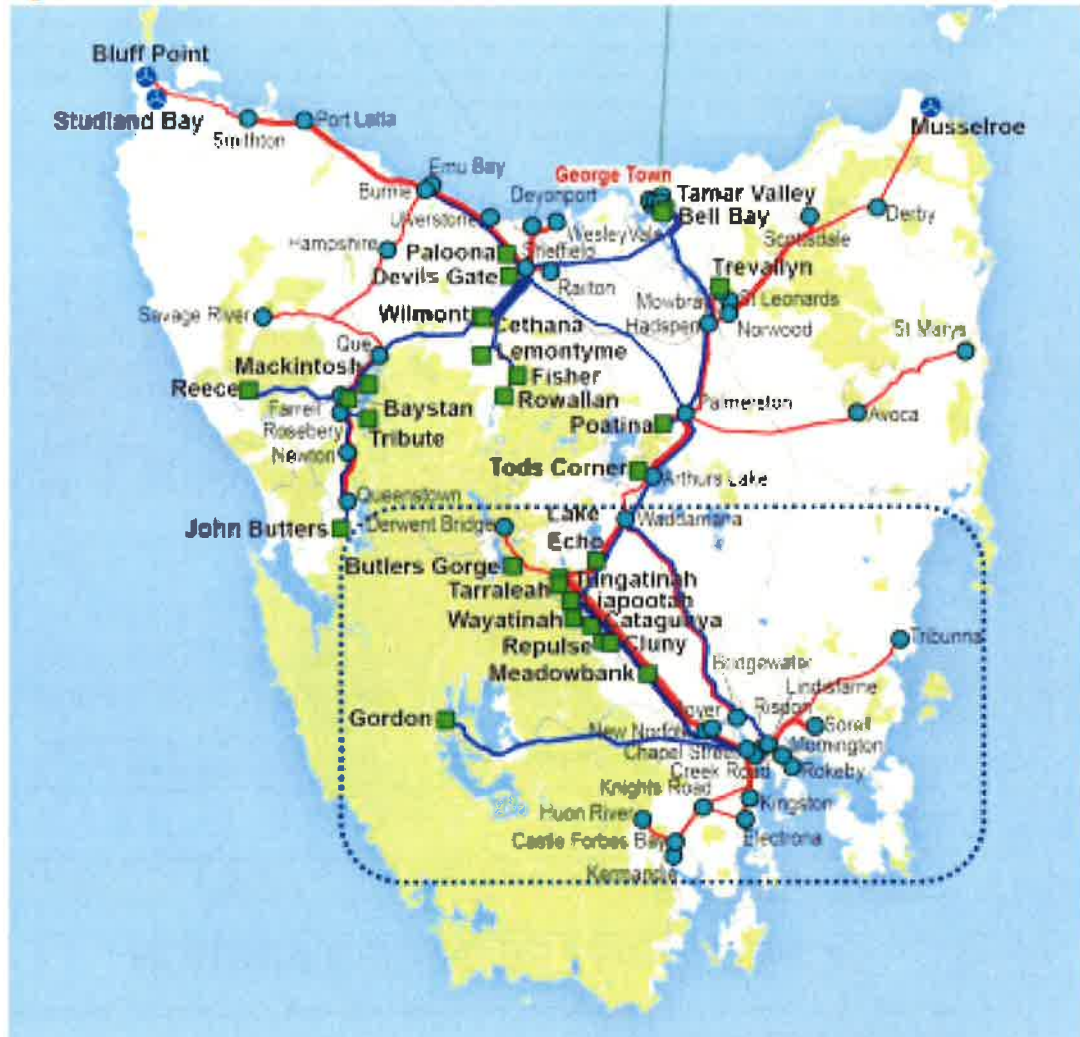 Bluff Point
Studland Bay
Smithton
Port Latta
Musselroe
Emu Bay
Burnie
George Town
Devonport
Tamar Valley
Bell Bay
Ulverstone
Wesley Vale
Derby
Scottsdale
Hampshire
Paloona
Sheffield
Devils Gate
Railton
Trevallyn
St Leonards
Mowbray
Norwood
Hadspen
Savage River
Wilmont
Cethana
St Marys
Que
Lemontyme
Mackintosh
Fisher
Reece
Rowallan
Farrell
Baystan
Palmerston
Avoca
Rosebery
Tribute
Poatina
Newton
Tods Corner
Arthurs Lake
Queenstown
John Butters
Derwent Bridge
Lake
Echo
Waddamana
Butlers Gorge
Tungatinah
Tarraleah
Liapootah
Wayatinah
Catagunya
Repulse
Cluny
Tribunna
Meadowbank
Bridgewater
Lindisfarne
Gordon
Risdon
Boyer
Sorell
New Norfolk
Chapel Street
Mornington
Creek Road
Rokeby
Knights Road
Kingston
Huon River
Electrona
Castle Forbes Bay
Kermandie